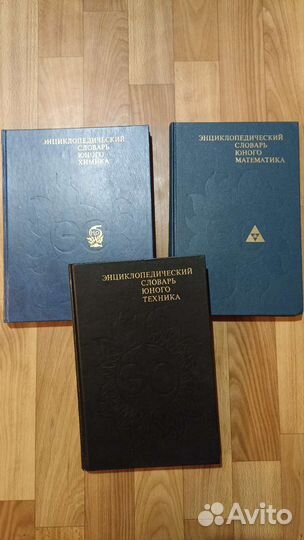 ЭНЦИКЛОПЕДИЧЕСКИЙ
СЛОВАРЬ
ЮНОГО
ХИМИКА
ЭНЦИКЛОПЕДИЧЕСКИЙ
СЛОВАРЬ
ЮНОГО
МАТЕМАТИКА
ЭНЦИКЛОПЕДИЧЕСКИЙ
СЛОВАРЬ
ЮНОГО
ТЕХНИКА
Avito